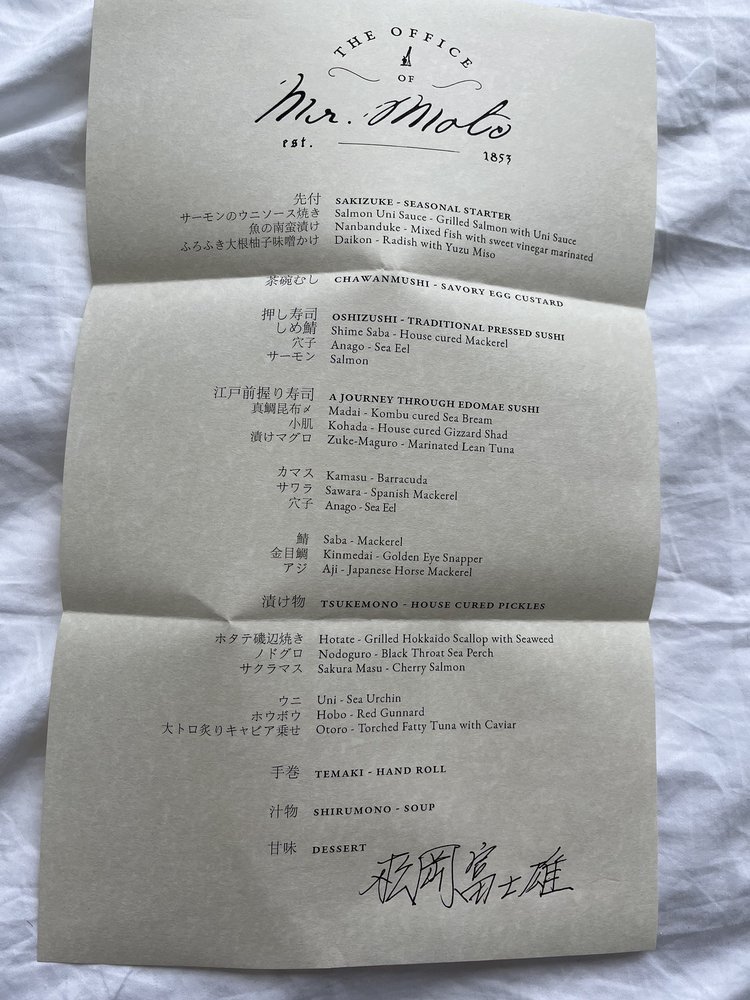 THE OFFICE
OF
Mr. Moto
est. 1853
先付 SAKIZUKE - SEASONAL STARTER
サーモンのウニソース焼き Salmon Uni Sauce - Grilled Salmon with Uni Sauce
魚の南蛮漬け Nanbanduke - Mixed fish with sweet vinegar marinated
ふろふき大根柚子味噌かけ Daikon - Radish with Yuzu Miso
茶碗むし CHAWANMUSHI - SAVORY EGG CUSTARD
押し寿司 OSHIZUSHI - TRADITIONAL PRESSED SUSHI
しめ鯖 Shime Saba - House cured Mackerel
穴子 Anago - Sea Eel
サーモン Salmon
江戸前握り寿司 A JOURNEY THROUGH EDOMAE SUSHI
真鯛昆布〆 Madai - Kombu cured Sea Bream
小肌 Kohada - House cured Gizzard Shad
漬けマグロ Zuke-Maguro - Marinated Lean Tuna
カマス Kamasu - Barracuda
サワラ Sawara - Spanish Mackerel
穴子 Anago - Sea Eel
鯖 Saba - Mackerel
金目鯛 Kinmedai - Golden Eye Snapper
アジ Aji - Japanese Horse Mackerel
漬け物 TSUKEMONO - HOUSE CURED PICKLES
ホタテ磯辺焼き Hotate - Grilled Hokkaido Scallop with Seaweed
ノドグロ Nodoguro - Black Throat Sea Perch
サクラマス Sakura Masu - Cherry Salmon
ウニ Uni - Sea Urchin
ホウボウ Hobo - Red Gunnard
大トロ炙りキャビア乗せ Otoro - Torched Fatty Tuna with Caviar
手巻 TEMAKI - HAND ROLL
汁物 SHIRUMONO - SOUP
甘味 DESSERT
松岡富士雄